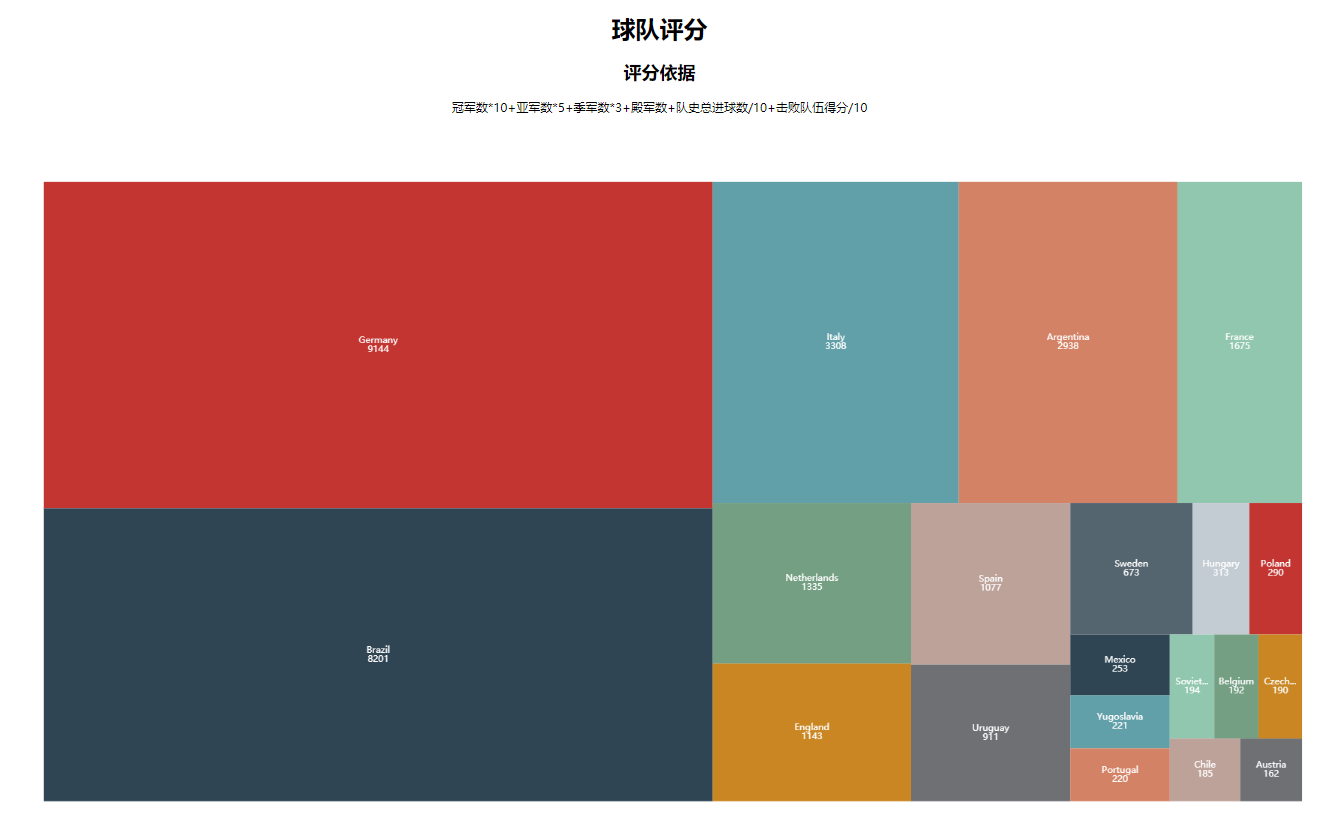 球队评分
评分依据
冠军数*10+亚军数*5+季军数*3+殿军数+队史总进球数/10+击败队伍得分/10
Germany
9144
Italy
3308
Argentina
2938
France
1675
Brazil
8201
Netherlands
1335
Spain
1077
Sweden
673
Hungary
313
Poland
290
England
1143
Uruguay
911
Mexico
253
Yugoslavia
221
Portugal
220
Soviet...
194
Belgium
192
Czech...
190
Chile
185
Austria
162